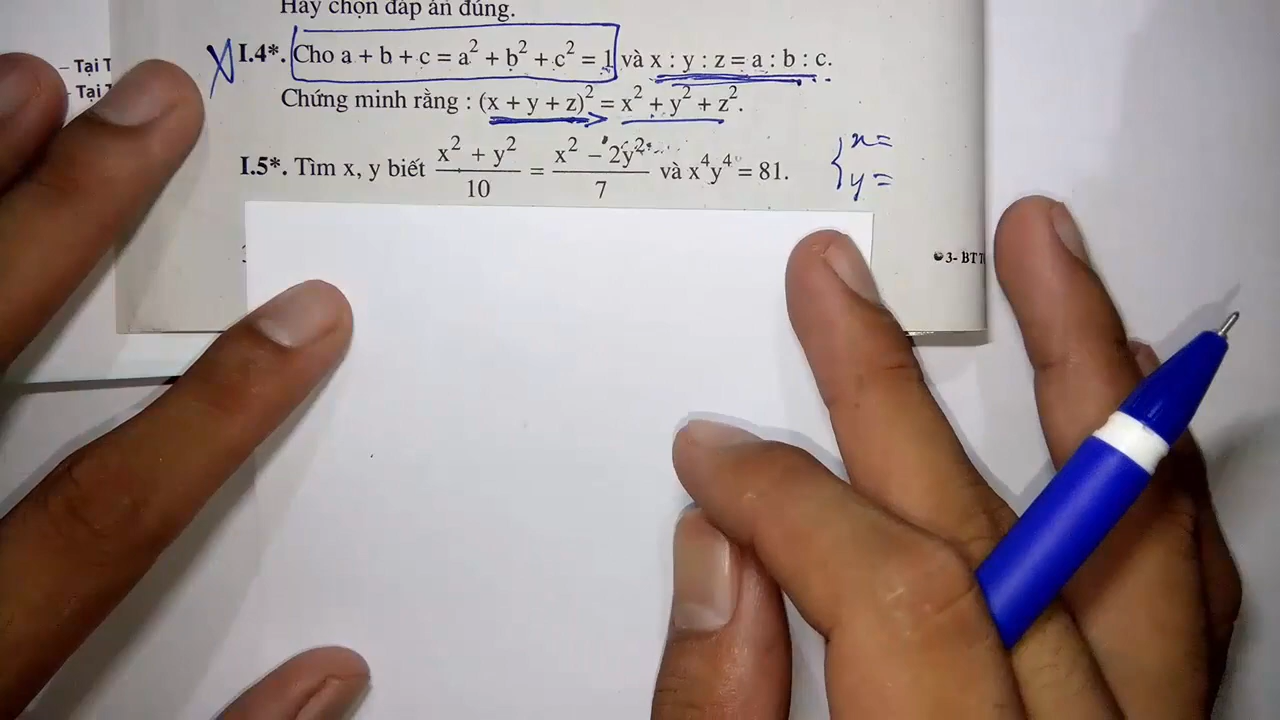 Hãy chọn đáp án đúng.
– Tại T
– Tại T
I.4*. Cho a + b + c = a² + b² + c² = 1 và x : y : z = a : b : c.
Chứng minh rằng : (x + y + z)² = x² + y² + z².
I.5*. Tìm x, y biết (x² + y²)/10 = (x² – 2y²)/7 và x⁴y⁴ = 81.
x =
y =
3- BT T